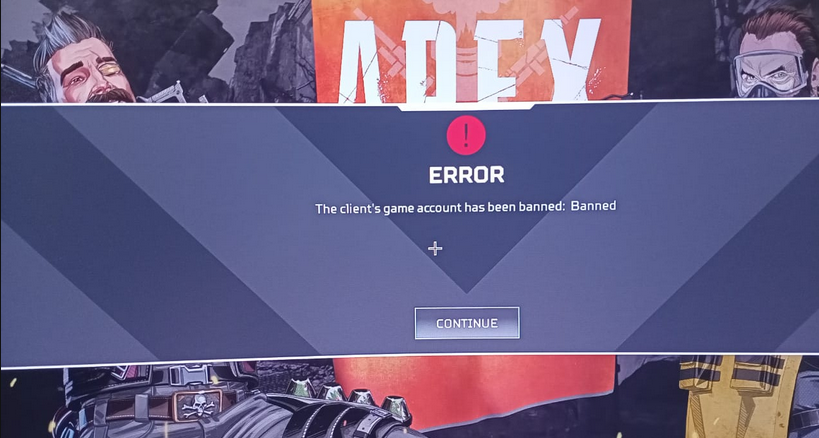 APEX
ERROR
The client's game account has been banned: Banned
CONTINUE